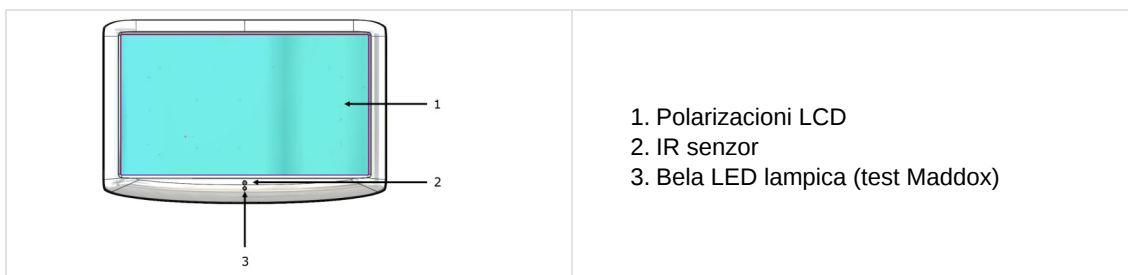 1
2
3
1. Polarizacioni LCD
2. IR senzor
3. Bela LED lampica (test Maddox)